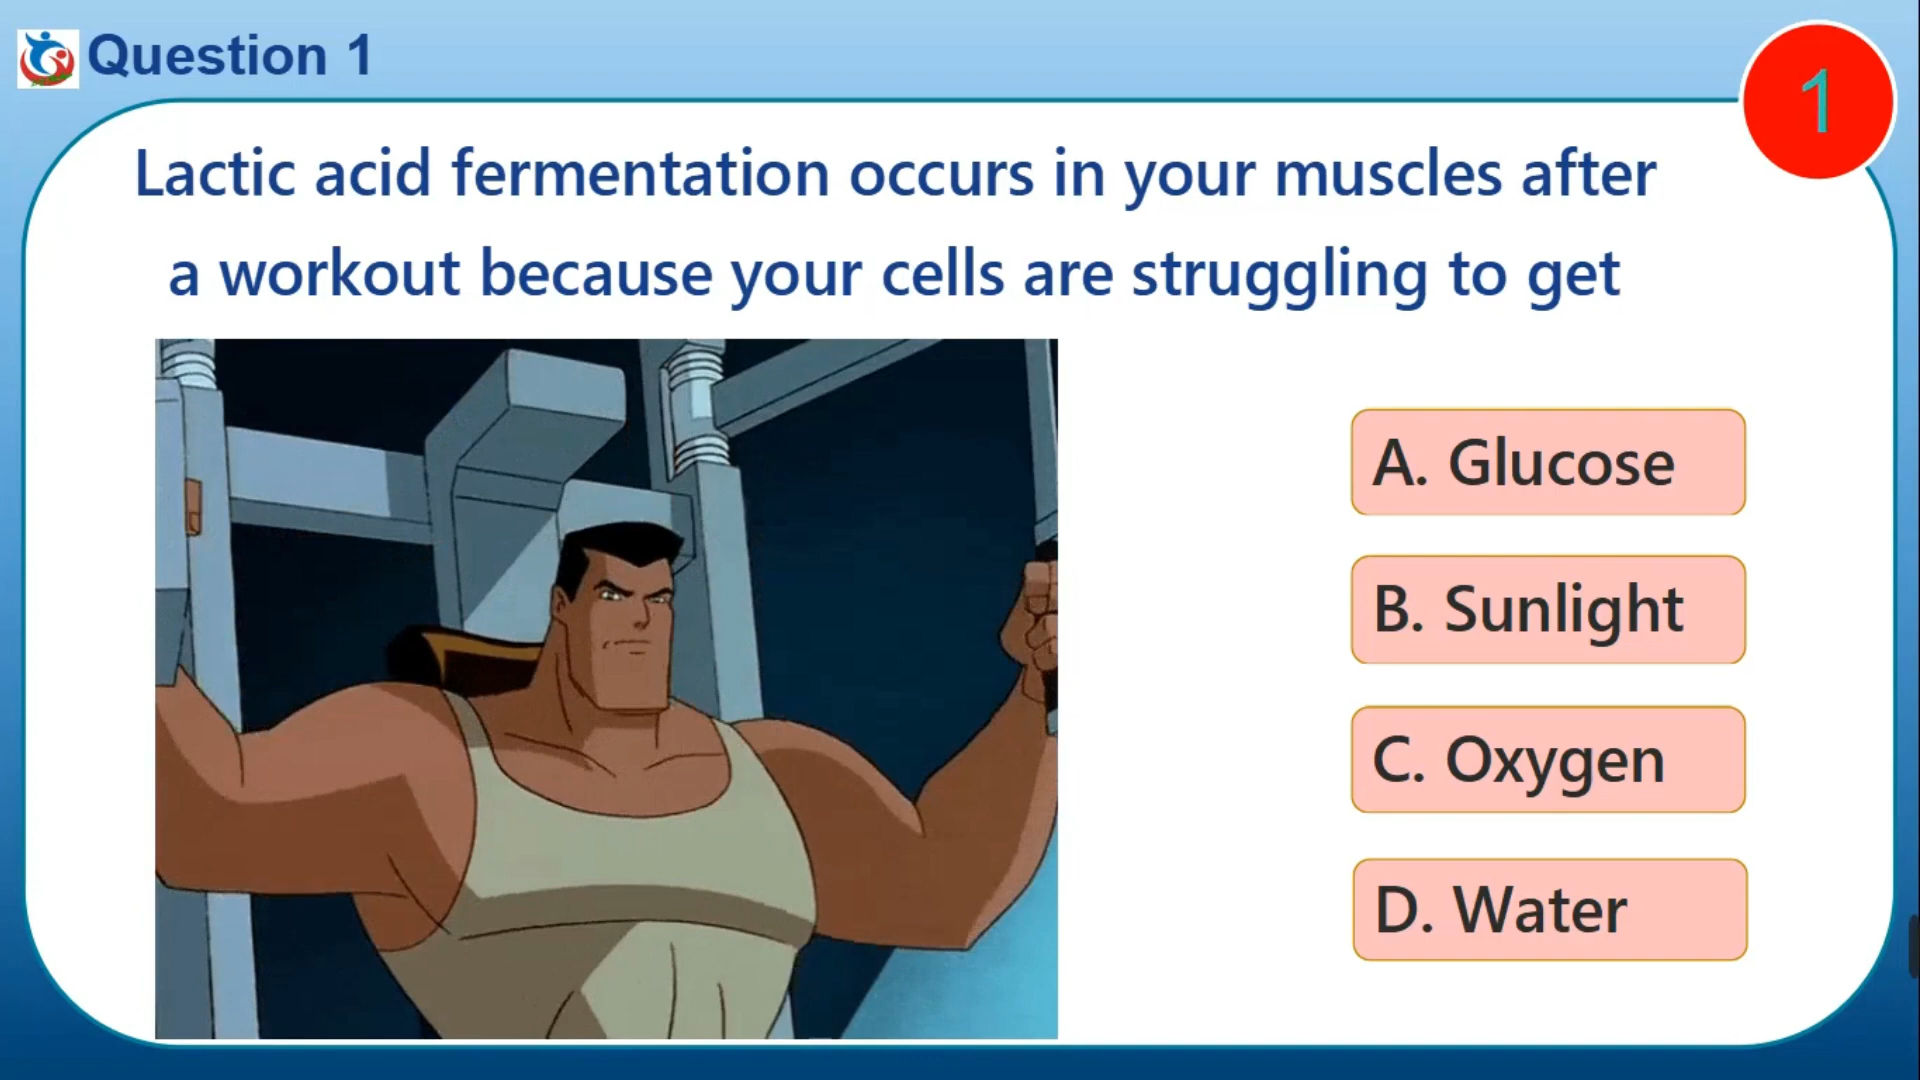 Question 1
1
Lactic acid fermentation occurs in your muscles after
a workout because your cells are struggling to get
A. Glucose
B. Sunlight
C. Oxygen
D. Water